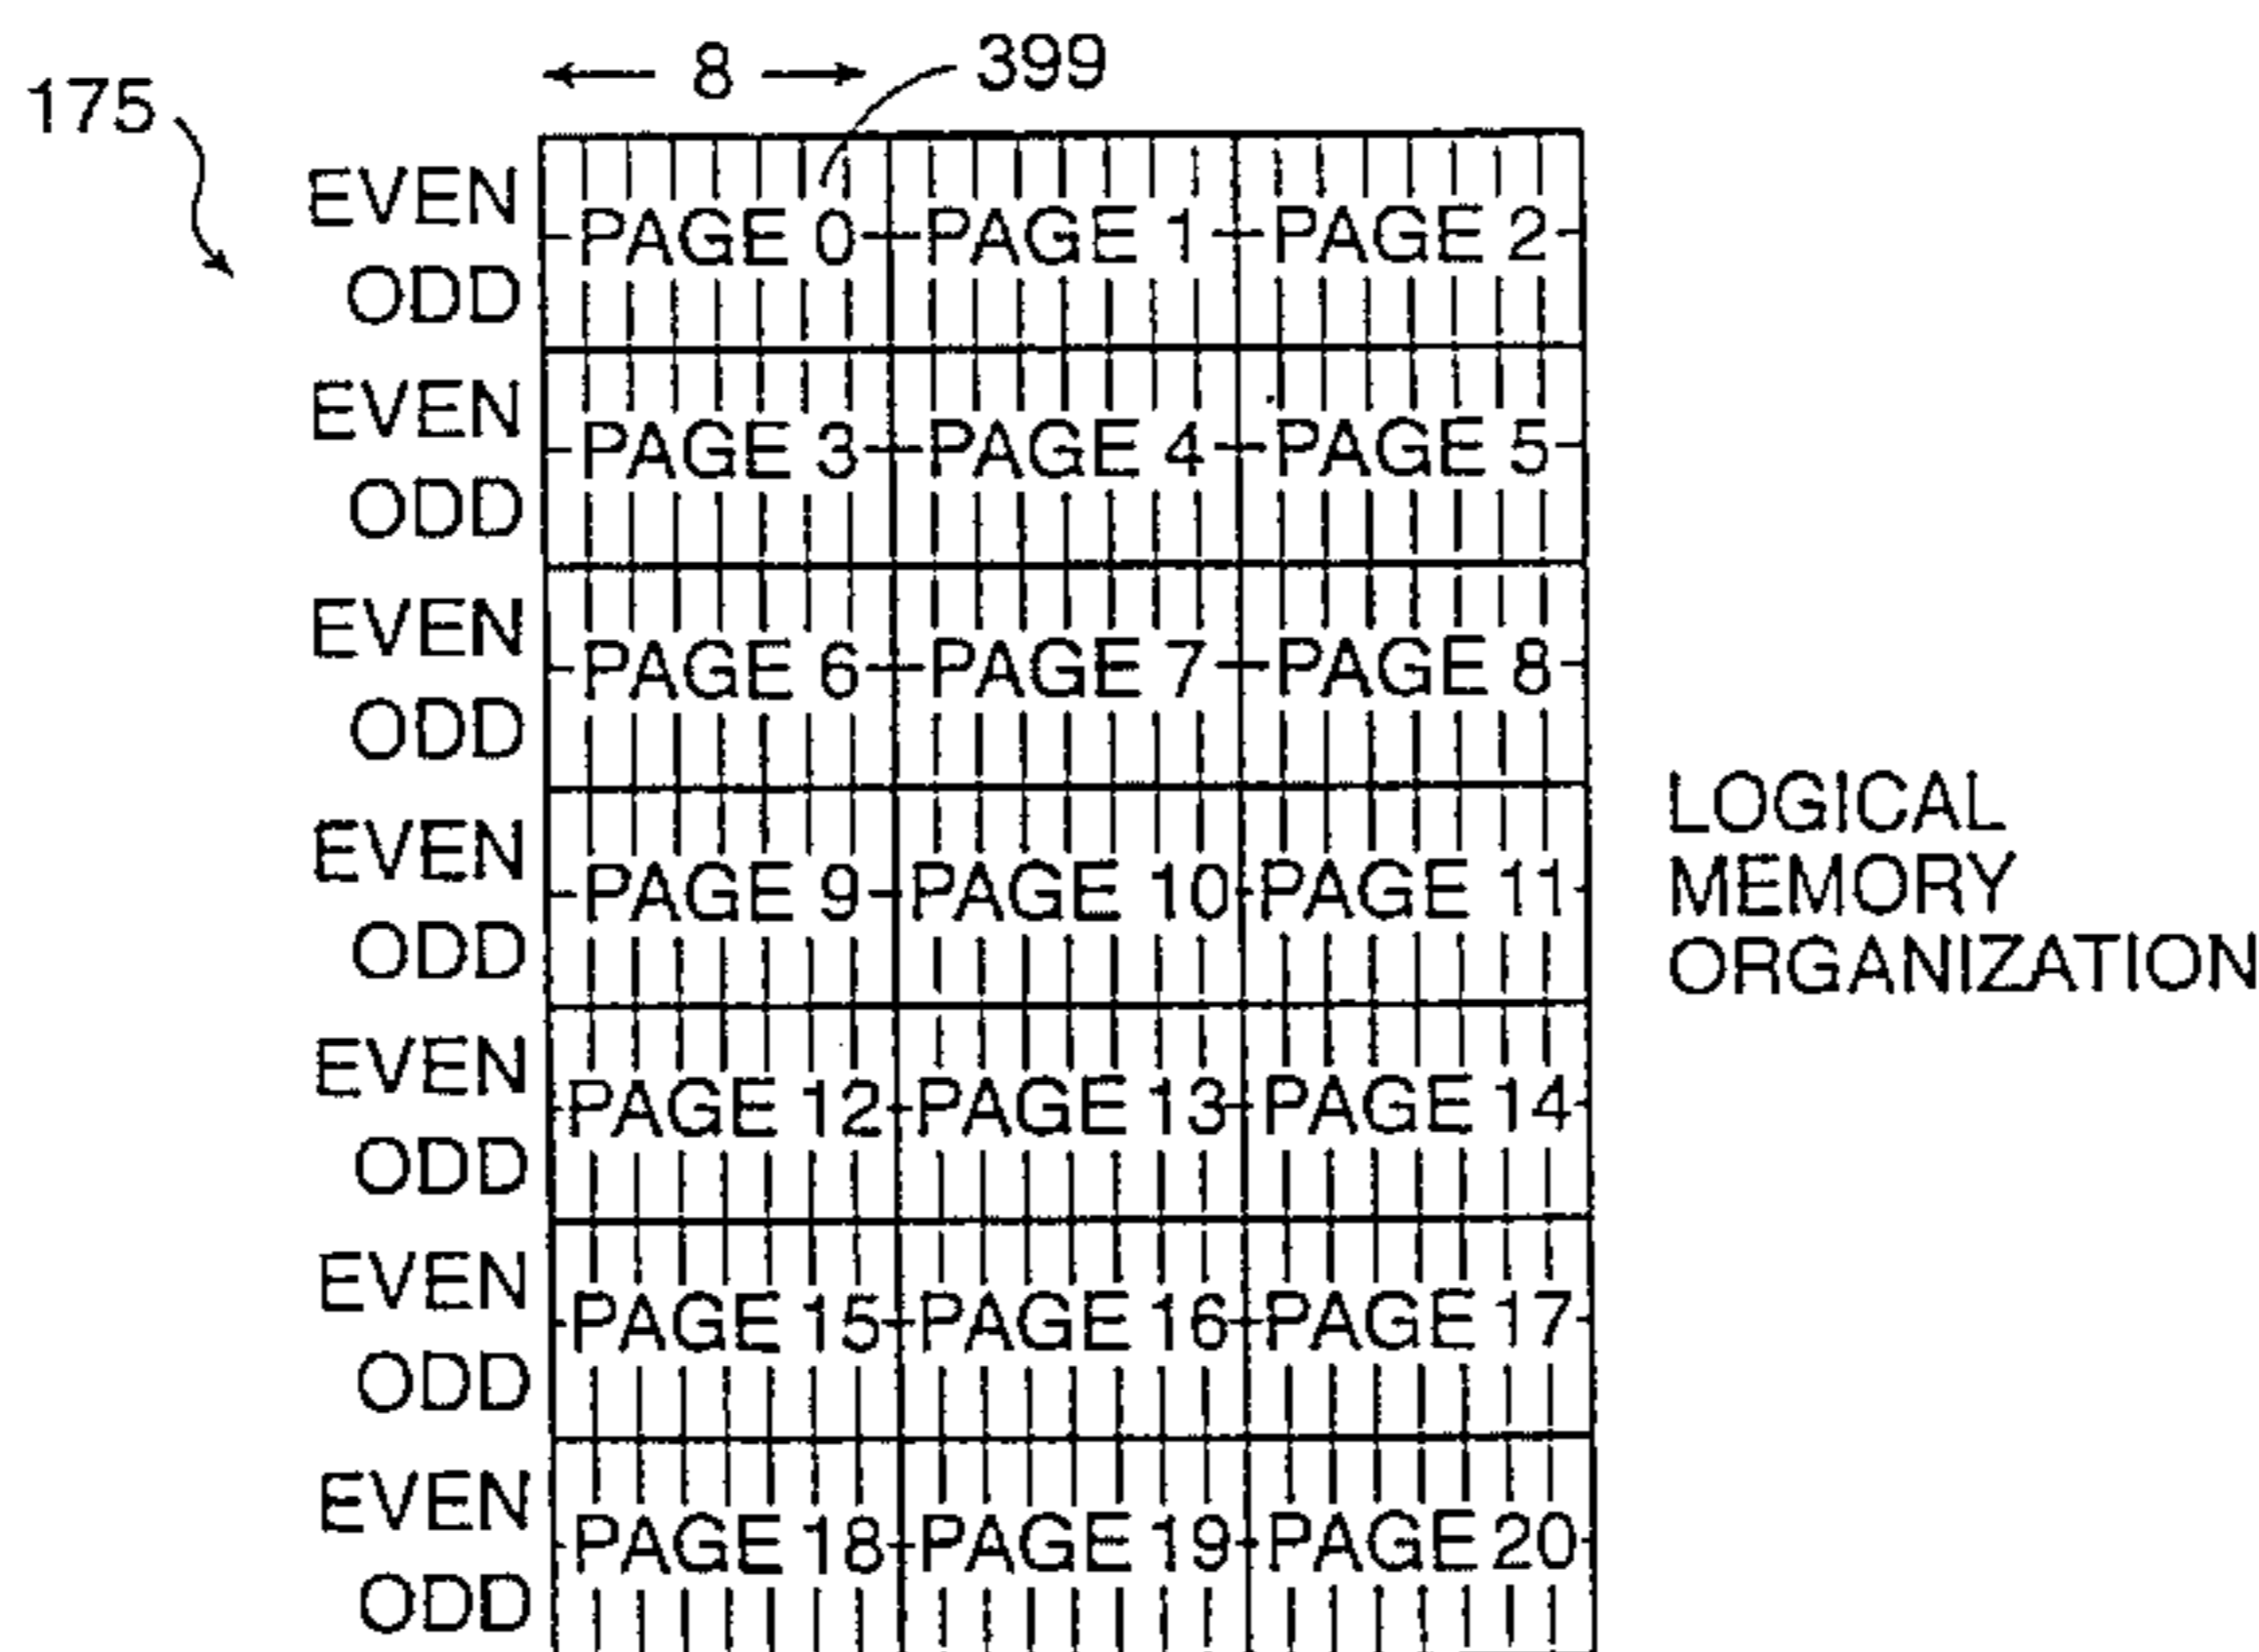 8 399
175
EVEN
PAGE 0 PAGE 1 PAGE 2
ODD
EVEN
PAGE 3 PAGE 4 PAGE 5
ODD
EVEN
PAGE 6 PAGE 7 PAGE 8
ODD
EVEN
PAGE 9 PAGE 10 PAGE 11
ODD
EVEN
PAGE 12 PAGE 13 PAGE 14
ODD
EVEN
PAGE 15 PAGE 16 PAGE 17
ODD
EVEN
PAGE 18 PAGE 19 PAGE 20
ODD
LOGICAL
MEMORY
ORGANIZATION